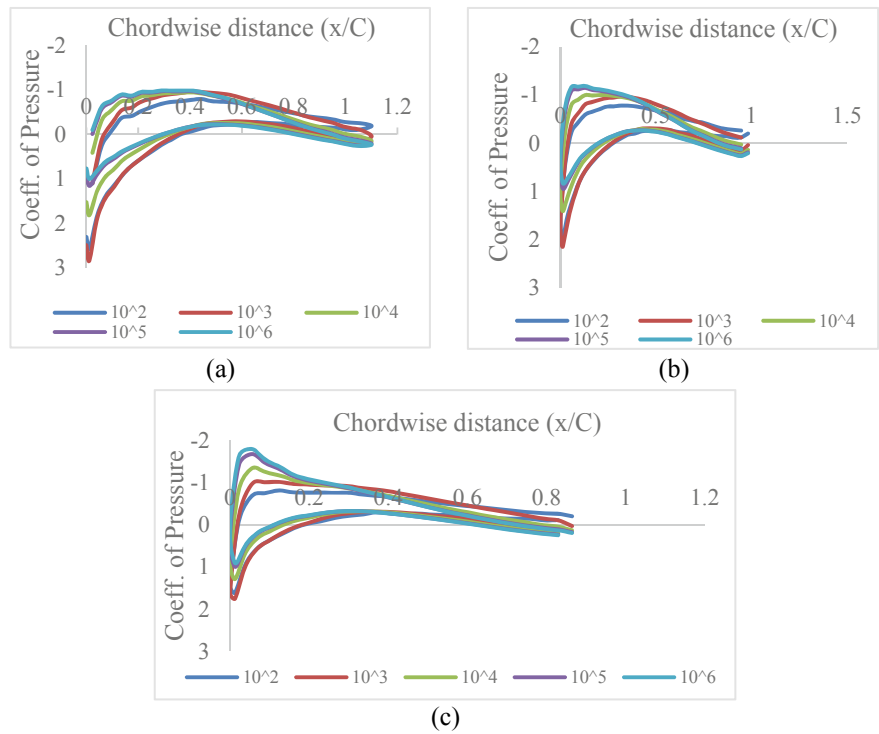 Chordwise distance (x/C)
Coeff. of Pressure
-2
-1
0
1
2
3
0 0.2 0.4 0.6 0.8 1 1.2
10^2 10^3 10^4
10^5 10^6
(a)
Chordwise distance (x/C)
Coeff. of Pressure
-2
-1
0
1
2
3
0 0.5 1 1.5
10^2 10^3 10^4
10^5 10^6
(b)
Chordwise distance (x/C)
Coeff. of Pressure
-2
-1
0
1
2
3
0 0.2 0.4 0.6 0.8 1 1.2
10^2 10^3 10^4 10^5 10^6
(c)